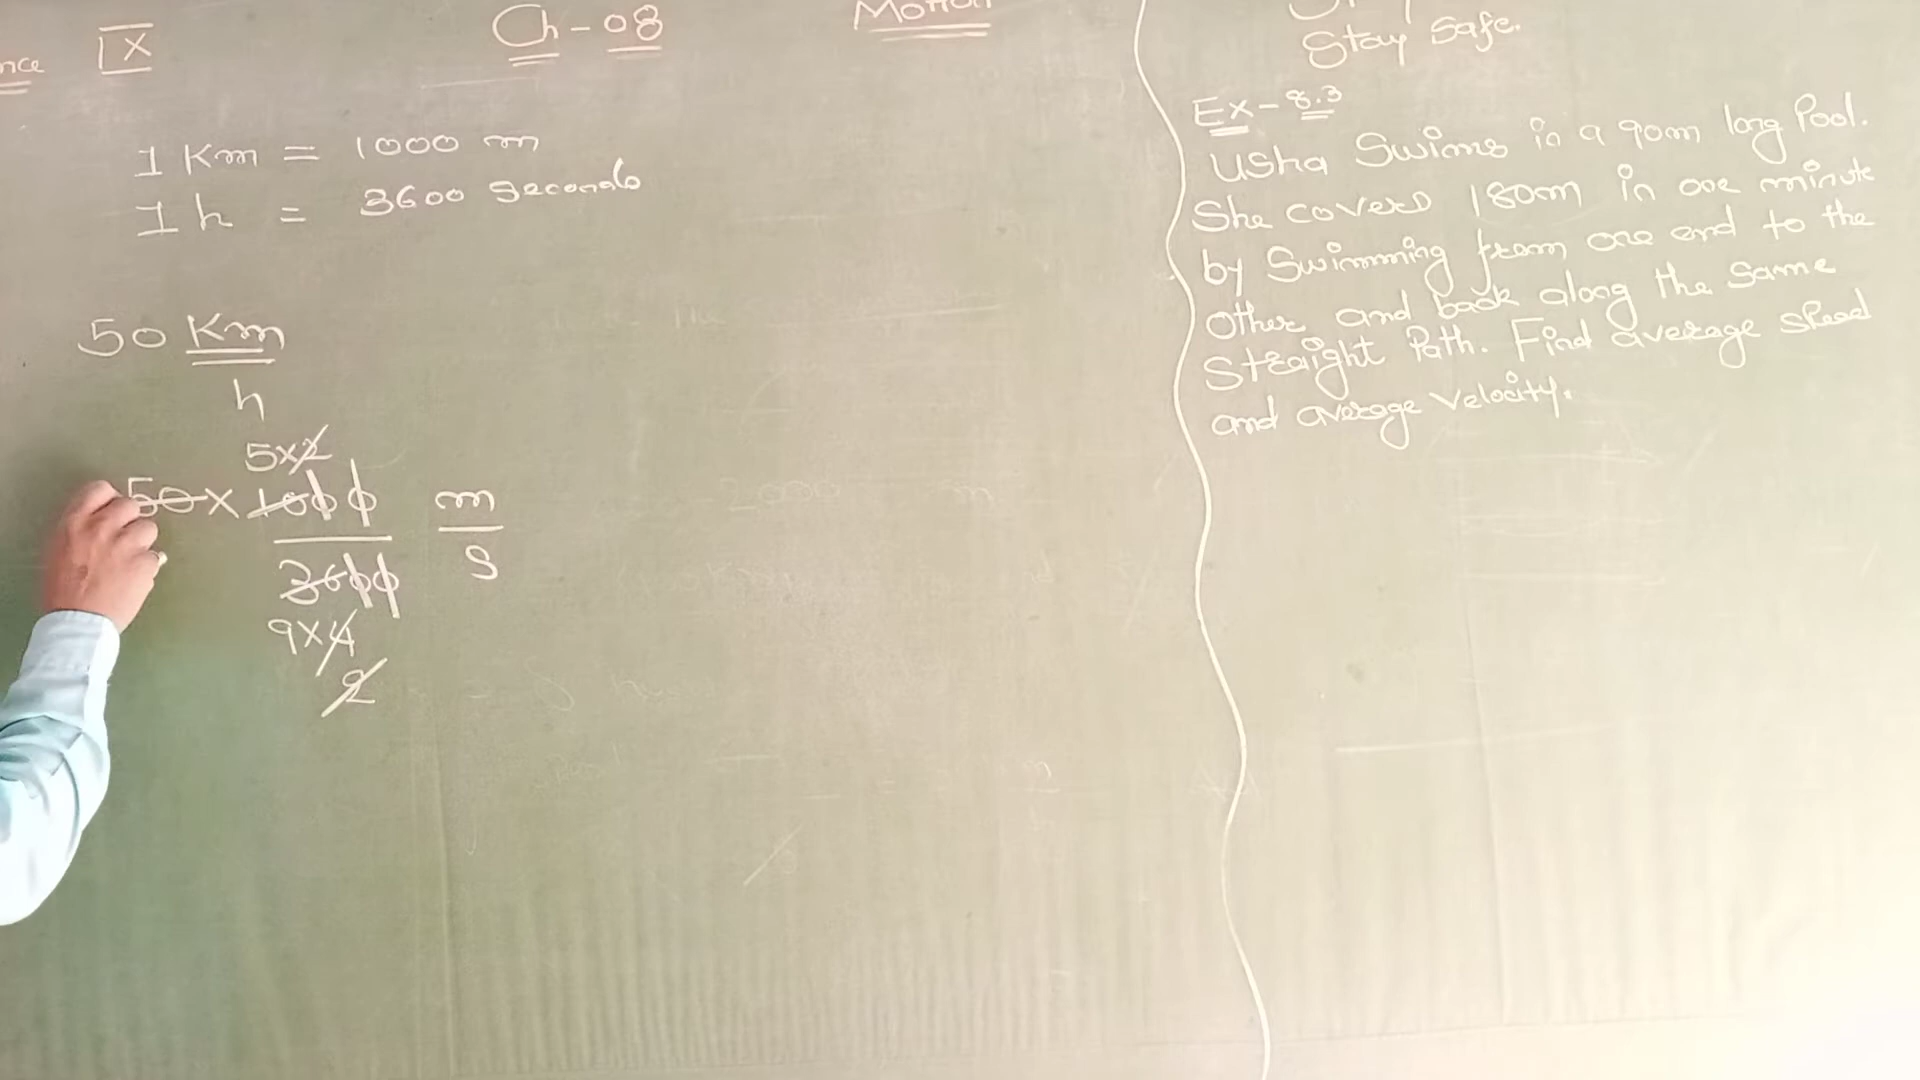 IX
Ch-08
Motion
1 Km = 1000 m
1 h = 3600 seconds
50 Km
h
5x2
50x 1000 m
3600 S
9x4
2
Stay Safe.
Ex-8.3
Usha Swims in a 90m long Pool.
She covers 180m in one minute
by Swimming from one end to the
Other and back along the Same
Straight Path. Find average speed
and average Velocity.